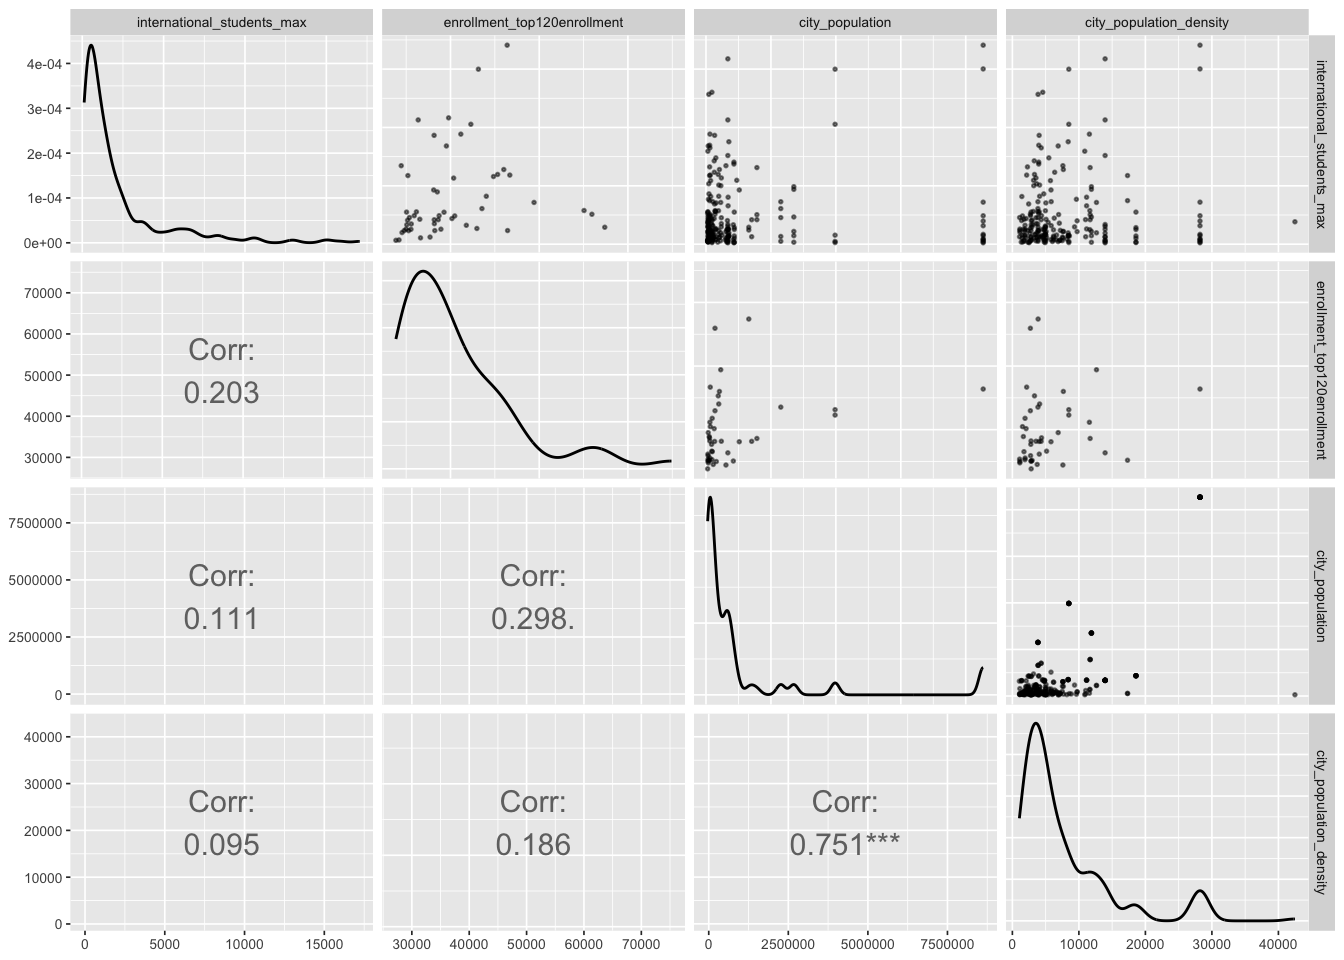 international_students_max enrollment_top120enrollment city_population city_population_density
4e-04
3e-04
2e-04
1e-04
0e+00
international_students_max
70000
60000
50000
40000
30000
Corr:
0.203
enrollment_top120enrollment
7500000
5000000
2500000
0
Corr:
0.111
Corr:
0.298.
city_population
40000
30000
20000
10000
0
Corr:
0.095
Corr:
0.186
Corr:
0.751***
city_population_density
0 5000 10000 15000 30000 40000 50000 60000 70000 0 2500000 5000000 7500000 0 10000 20000 30000 40000